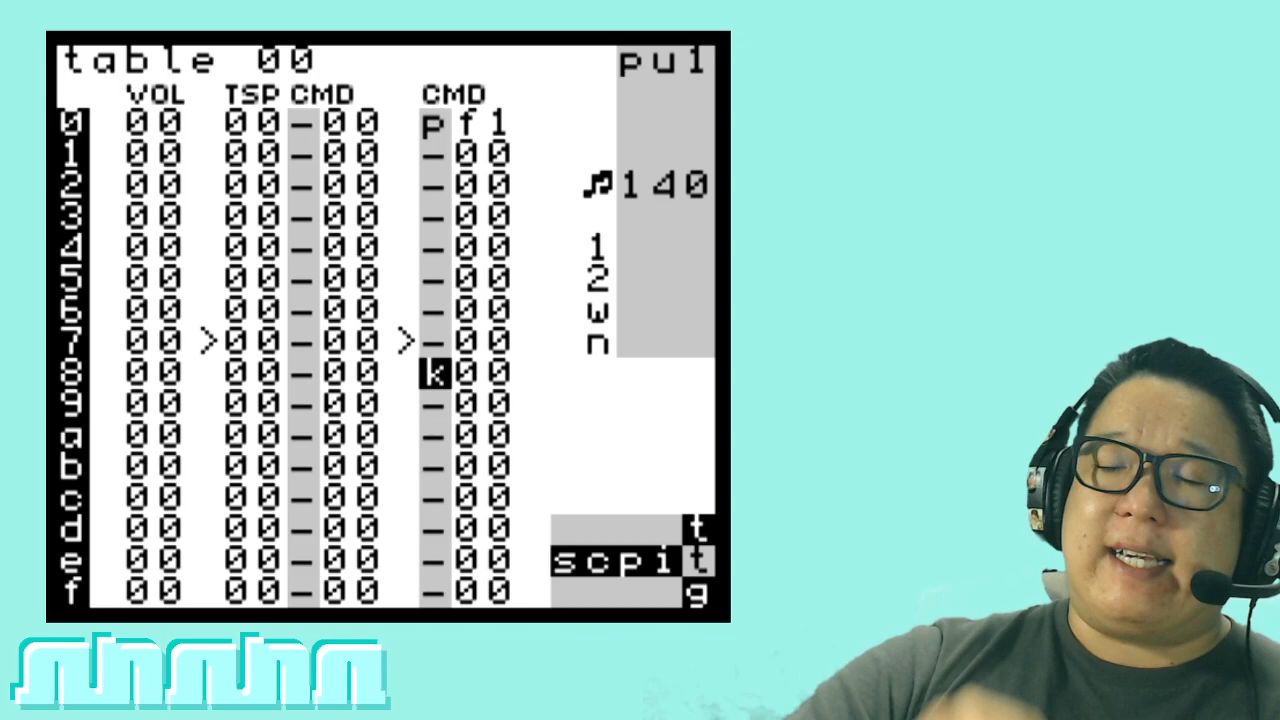 table 00 pu1
VOL TSP CMD CMD
0 00 00 -00 pf1
1 00 00 -00 -00
2 00 00 -00 -00 ♫140
3 00 00 -00 -00
4 00 00 -00 -00 1
5 00 00 -00 -00 2
6 00 00 -00 -00 w
7 00 >00 -00 >-00 n
8 00 00 -00 k00
9 00 00 -00 -00
a 00 00 -00 -00
b 00 00 -00 -00
c 00 00 -00 -00
d 00 00 -00 -00 t
e 00 00 -00 -00 scpit
f 00 00 -00 -00 g